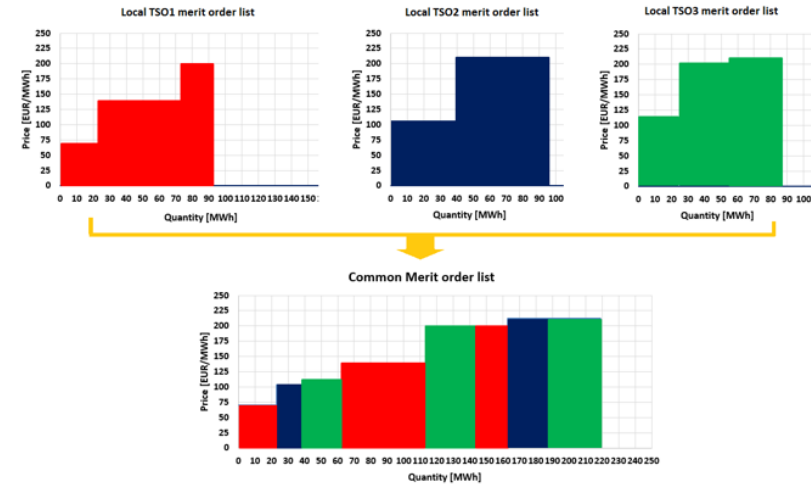 Local TSO1 merit order list
Local TSO2 merit order list
Local TSO3 merit order list
Price [EUR/MWh]
250
225
200
175
150
125
100
75
50
25
0
0 10 20 30 40 50 60 70 80 90 100 110 120 130 140 150
Quantity [MWh]
Price [EUR/MWh]
250
225
200
175
150
125
100
75
50
25
0
0 10 20 30 40 50 60 70 80 90 100
Quantity [MWh]
Price [EUR/MWh]
250
225
200
175
150
125
100
75
50
25
0
0 10 20 30 40 50 60 70 80 90 100
Quantity [MWh]
Common Merit order list
Price [EUR/MWh]
250
225
200
175
150
125
100
75
50
25
0
0 10 20 30 40 50 60 70 80 90 100 110 120 130 140 150 160 170 180 190 200 210 220 230 240 250
Quantity [MWh]